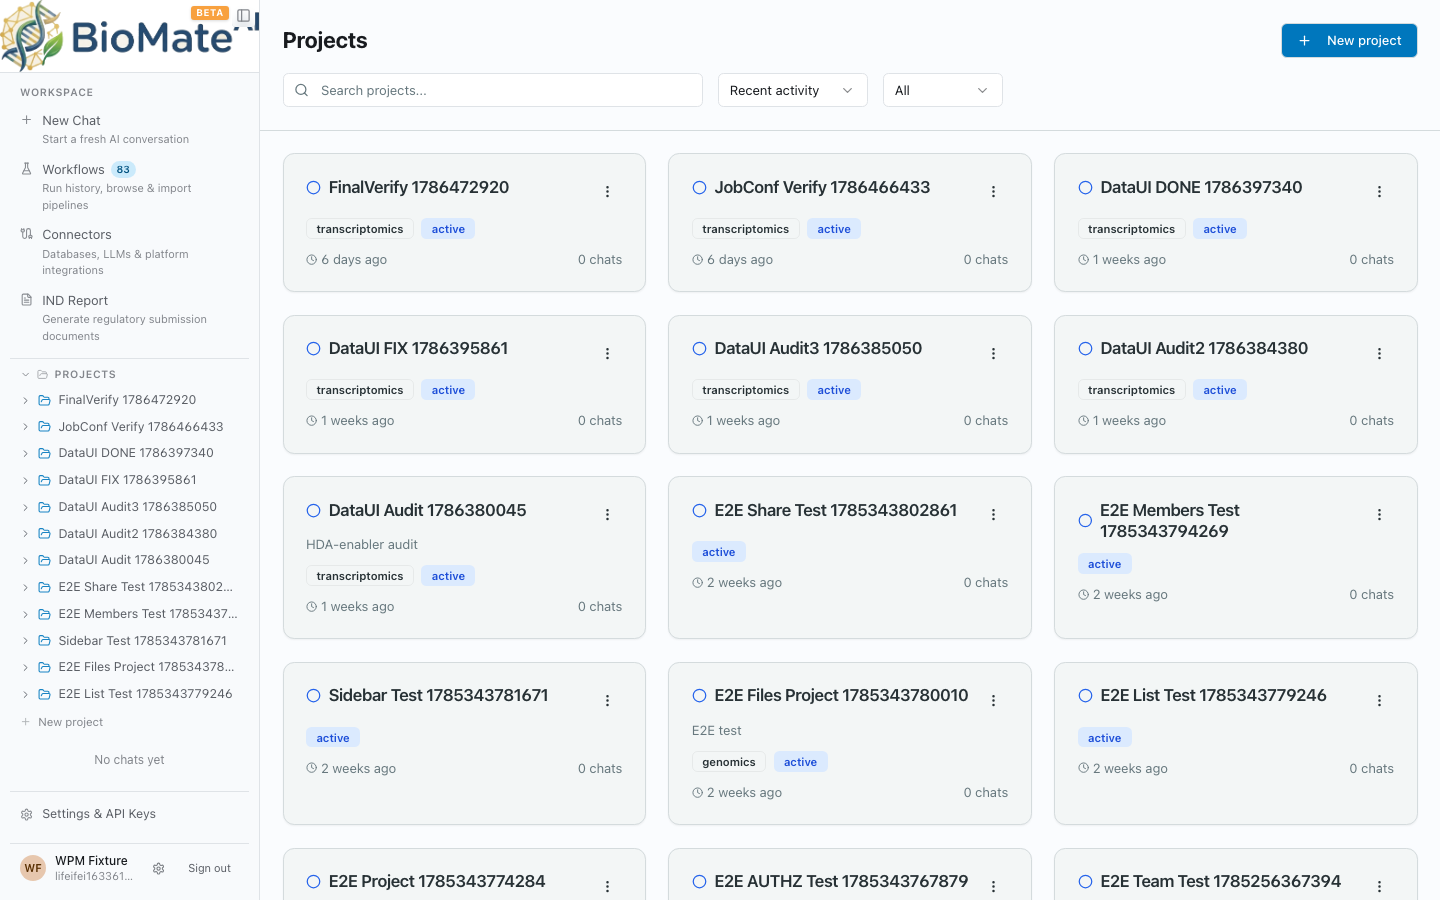 BioMate
BETA
WORKSPACE
New Chat
Start a fresh AI conversation
Workflows 83
Run history, browse & import
pipelines
Connectors
Databases, LLMs & platform
integrations
IND Report
Generate regulatory submission
documents
PROJECTS
FinalVerify 1786472920
JobConf Verify 1786466433
DataUI DONE 1786397340
DataUI FIX 1786395861
DataUI Audit3 1786385050
DataUI Audit2 1786384380
DataUI Audit 1786380045
E2E Share Test 1785343802...
E2E Members Test 17853437...
Sidebar Test 1785343781671
E2E Files Project 178534378...
E2E List Test 1785343779246
+ New project
No chats yet
Settings & API Keys
WF
WPM Fixture
lifeifei163361...
Sign out
Projects
+ New project
Search projects...
Recent activity
All
FinalVerify 1786472920
transcriptomics active
6 days ago 0 chats
JobConf Verify 1786466433
transcriptomics active
6 days ago 0 chats
DataUI DONE 1786397340
transcriptomics active
1 weeks ago 0 chats
DataUI FIX 1786395861
transcriptomics active
1 weeks ago 0 chats
DataUI Audit3 1786385050
transcriptomics active
1 weeks ago 0 chats
DataUI Audit2 1786384380
transcriptomics active
1 weeks ago 0 chats
DataUI Audit 1786380045
HDA-enabler audit
transcriptomics active
1 weeks ago 0 chats
E2E Share Test 1785343802861
active
2 weeks ago 0 chats
E2E Members Test
1785343794269
active
2 weeks ago 0 chats
Sidebar Test 1785343781671
active
2 weeks ago 0 chats
E2E Files Project 1785343780010
E2E test
genomics active
2 weeks ago 0 chats
E2E List Test 1785343779246
active
2 weeks ago 0 chats
E2E Project 1785343774284
E2E AUTHZ Test 1785343767879
E2E Team Test 1785256367394